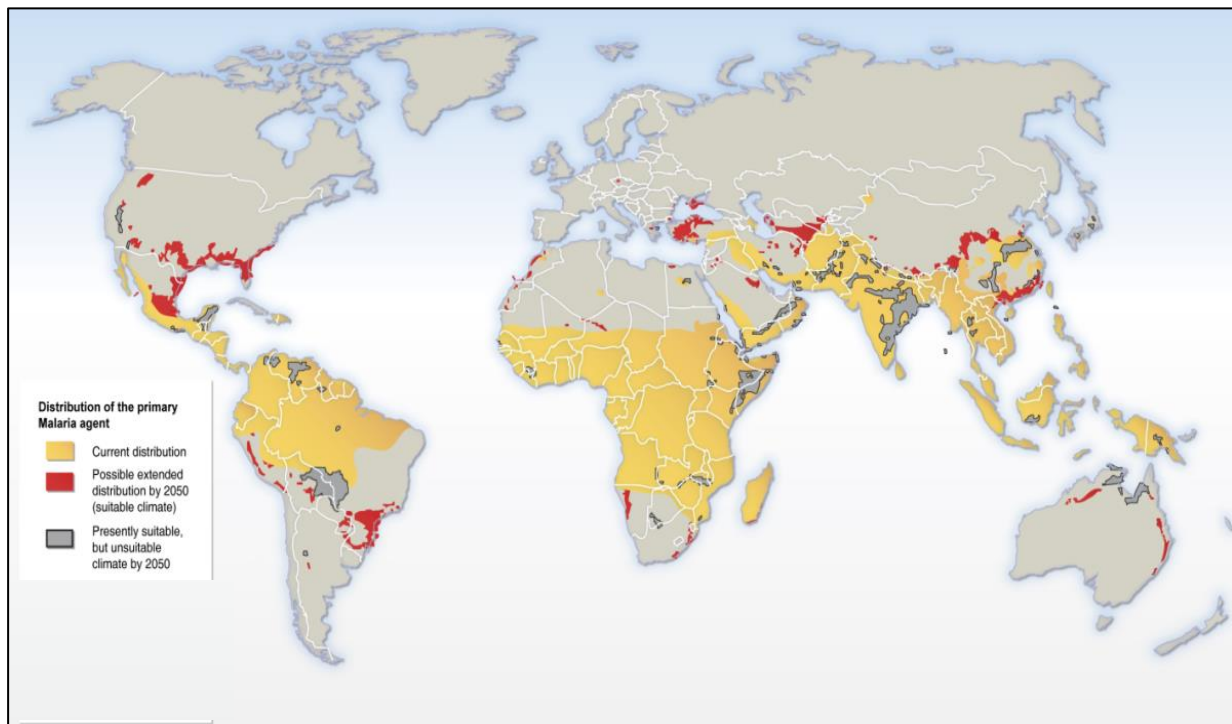 Distribution of the primary
Malaria agent
Current distribution
Possible extended
distribution by 2050
(suitable climate)
Presently suitable,
but unsuitable
climate by 2050